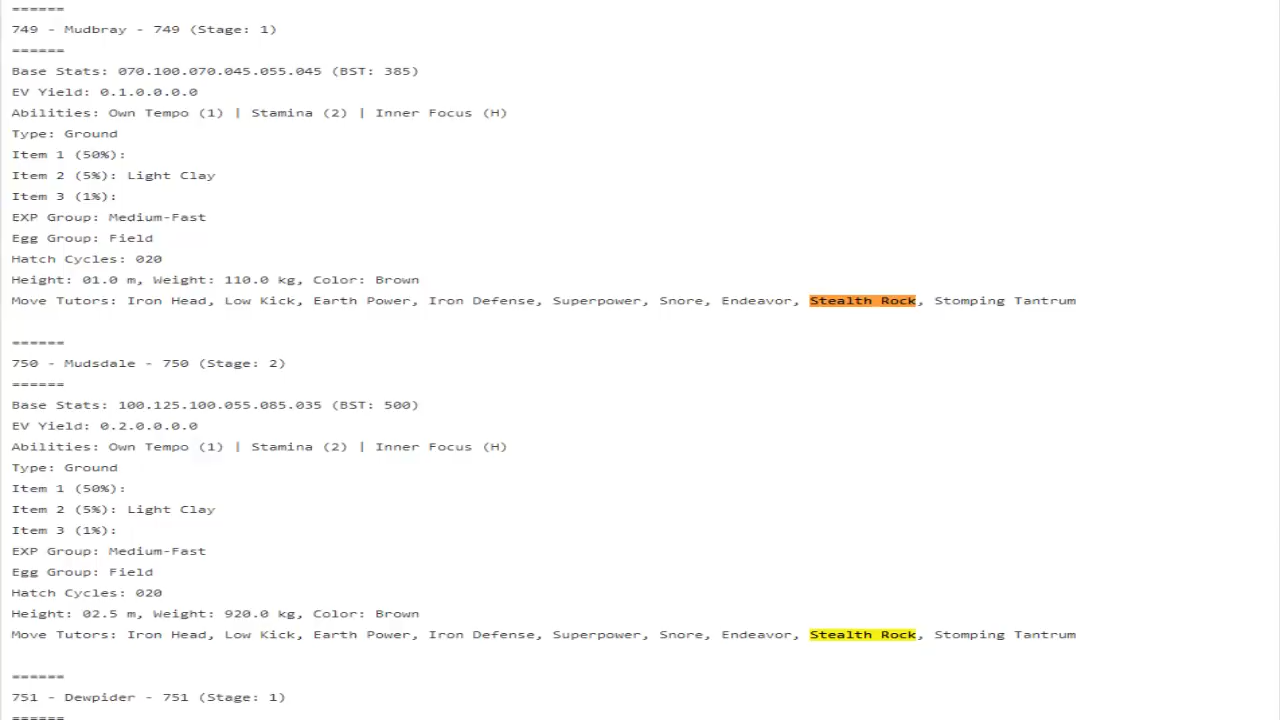 ======
749 - Mudbray - 749 (Stage: 1)
======
Base Stats: 070.100.070.045.055.045 (BST: 385)
EV Yield: 0.1.0.0.0.0
Abilities: Own Tempo (1) | Stamina (2) | Inner Focus (H)
Type: Ground
Item 1 (50%):
Item 2 (5%): Light Clay
Item 3 (1%):
EXP Group: Medium-Fast
Egg Group: Field
Hatch Cycles: 020
Height: 01.0 m, Weight: 110.0 kg, Color: Brown
Move Tutors: Iron Head, Low Kick, Earth Power, Iron Defense, Superpower, Snore, Endeavor, Stealth Rock, Stomping Tantrum
======
750 - Mudsdale - 750 (Stage: 2)
======
Base Stats: 100.125.100.055.085.035 (BST: 500)
EV Yield: 0.2.0.0.0.0
Abilities: Own Tempo (1) | Stamina (2) | Inner Focus (H)
Type: Ground
Item 1 (50%):
Item 2 (5%): Light Clay
Item 3 (1%):
EXP Group: Medium-Fast
Egg Group: Field
Hatch Cycles: 020
Height: 02.5 m, Weight: 920.0 kg, Color: Brown
Move Tutors: Iron Head, Low Kick, Earth Power, Iron Defense, Superpower, Snore, Endeavor, Stealth Rock, Stomping Tantrum
======
751 - Dewpider - 751 (Stage: 1)
======